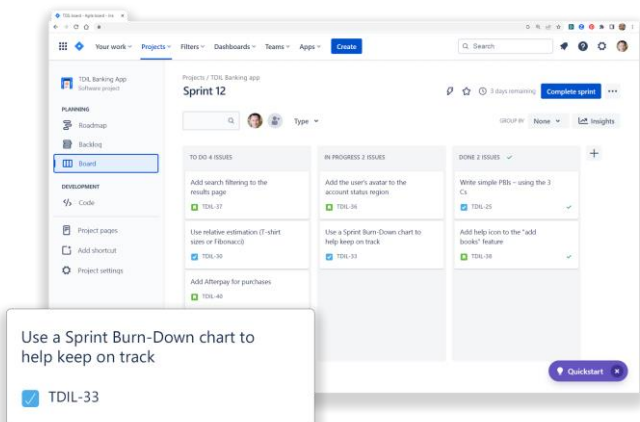 TDIL board - Agile board - Jira
Your work Projects Filters Dashboards Teams Apps Create
Search
TDIL Banking App
Software project
PLANNING
Roadmap
Backlog
Board
DEVELOPMENT
Code
Project pages
Add shortcut
Project settings
Projects / TDIL Banking app
Sprint 12
3 days remaining Complete sprint
Type
GROUP BY None Insights
TO DO 4 ISSUES
Add search filtering to the
results page
TDIL-37
Use relative estimation (T-shirt
sizes or Fibonacci)
TDIL-30
Add Afterpay for purchases
TDIL-40
IN PROGRESS 2 ISSUES
Add the user's avatar to the
account status region
TDIL-36
Use a Sprint Burn-Down chart to
help keep on track
TDIL-33
DONE 2 ISSUES
Write simple PBIs – using the 3
Cs
TDIL-25
Add help icon to the "add
books" feature
TDIL-38
Quickstart
Use a Sprint Burn-Down chart to
help keep on track
TDIL-33